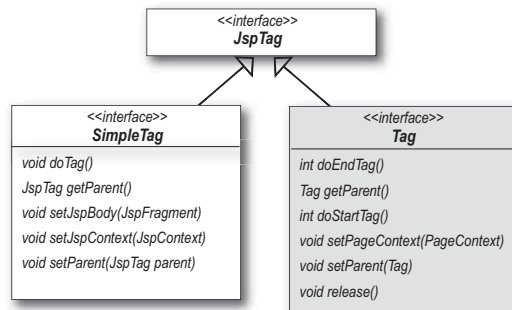 <<interface>>
JspTag
<<interface>>
SimpleTag
void doTag()
JspTag getParent()
void setJspBody(JspFragment)
void setJspContext(JspContext)
void setParent(JspTag parent)
<<interface>>
Tag
int doEndTag()
Tag getParent()
int doStartTag()
void setPageContext(PageContext)
void setParent(Tag)
void release()